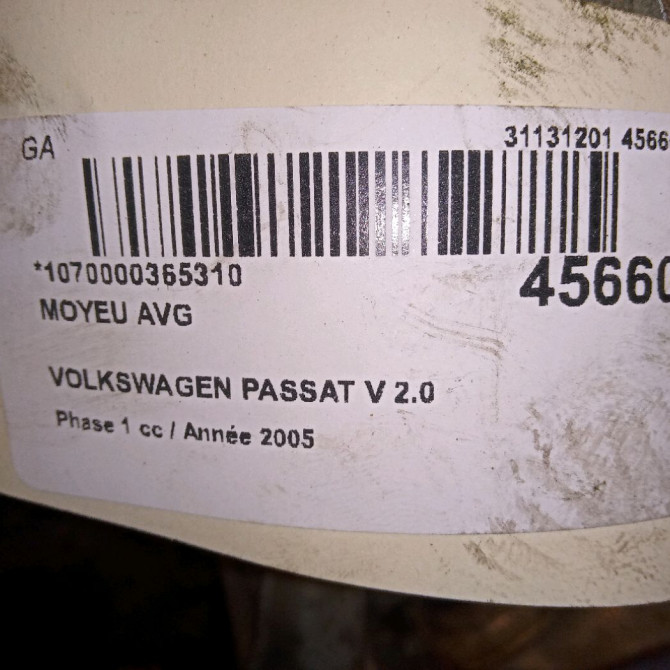 GA
31131201 4566
*1070000365310
45660
MOYEU AVG
VOLKSWAGEN PASSAT V 2.0
Phase 1 cc / Année 2005